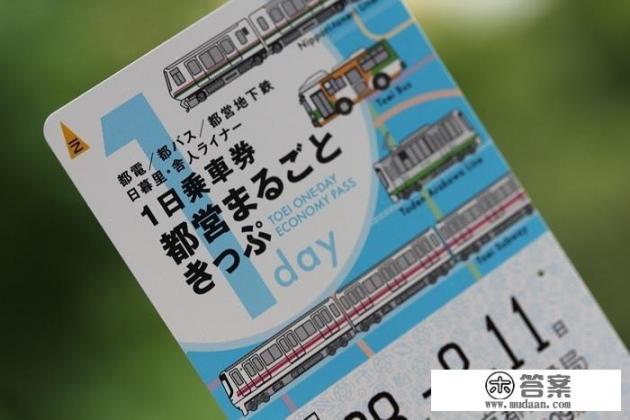 都電／都バス／都営地下鉄
日暮里・舎人ライナー
1日乗車券
都営まるごと
きっぷ
TOEI ONE-DAY
ECONOMY PASS
1
day
N
Nippori-toneri Liner
Toei Bus
Toden Arakawa Line
Toei Subway
11日
答案
www.mudaan.com